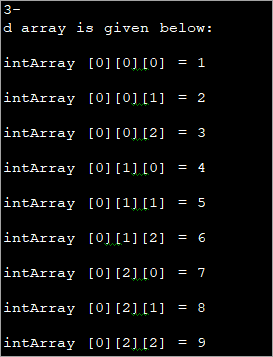 3-
d array is given below:
intArray [0][0][0] = 1
intArray [0][0][1] = 2
intArray [0][0][2] = 3
intArray [0][1][0] = 4
intArray [0][1][1] = 5
intArray [0][1][2] = 6
intArray [0][2][0] = 7
intArray [0][2][1] = 8
intArray [0][2][2] = 9